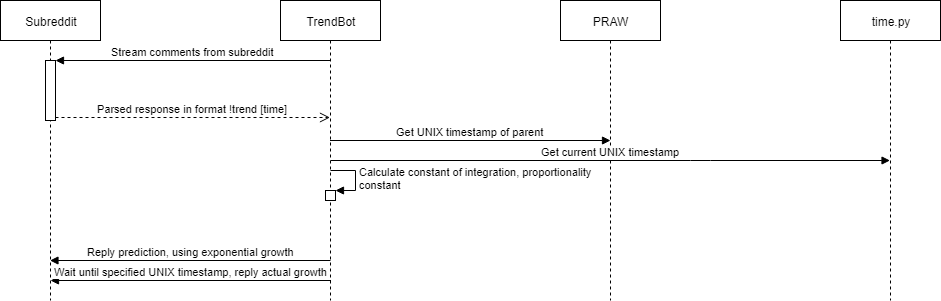 Subreddit
TrendBot
PRAW
time.py
Stream comments from subreddit
Parsed response in format !trend [time]
Get UNIX timestamp of parent
Get current UNIX timestamp
Calculate constant of integration, proportionality
constant
Reply prediction, using exponential growth
Wait until specified UNIX timestamp, reply actual growth